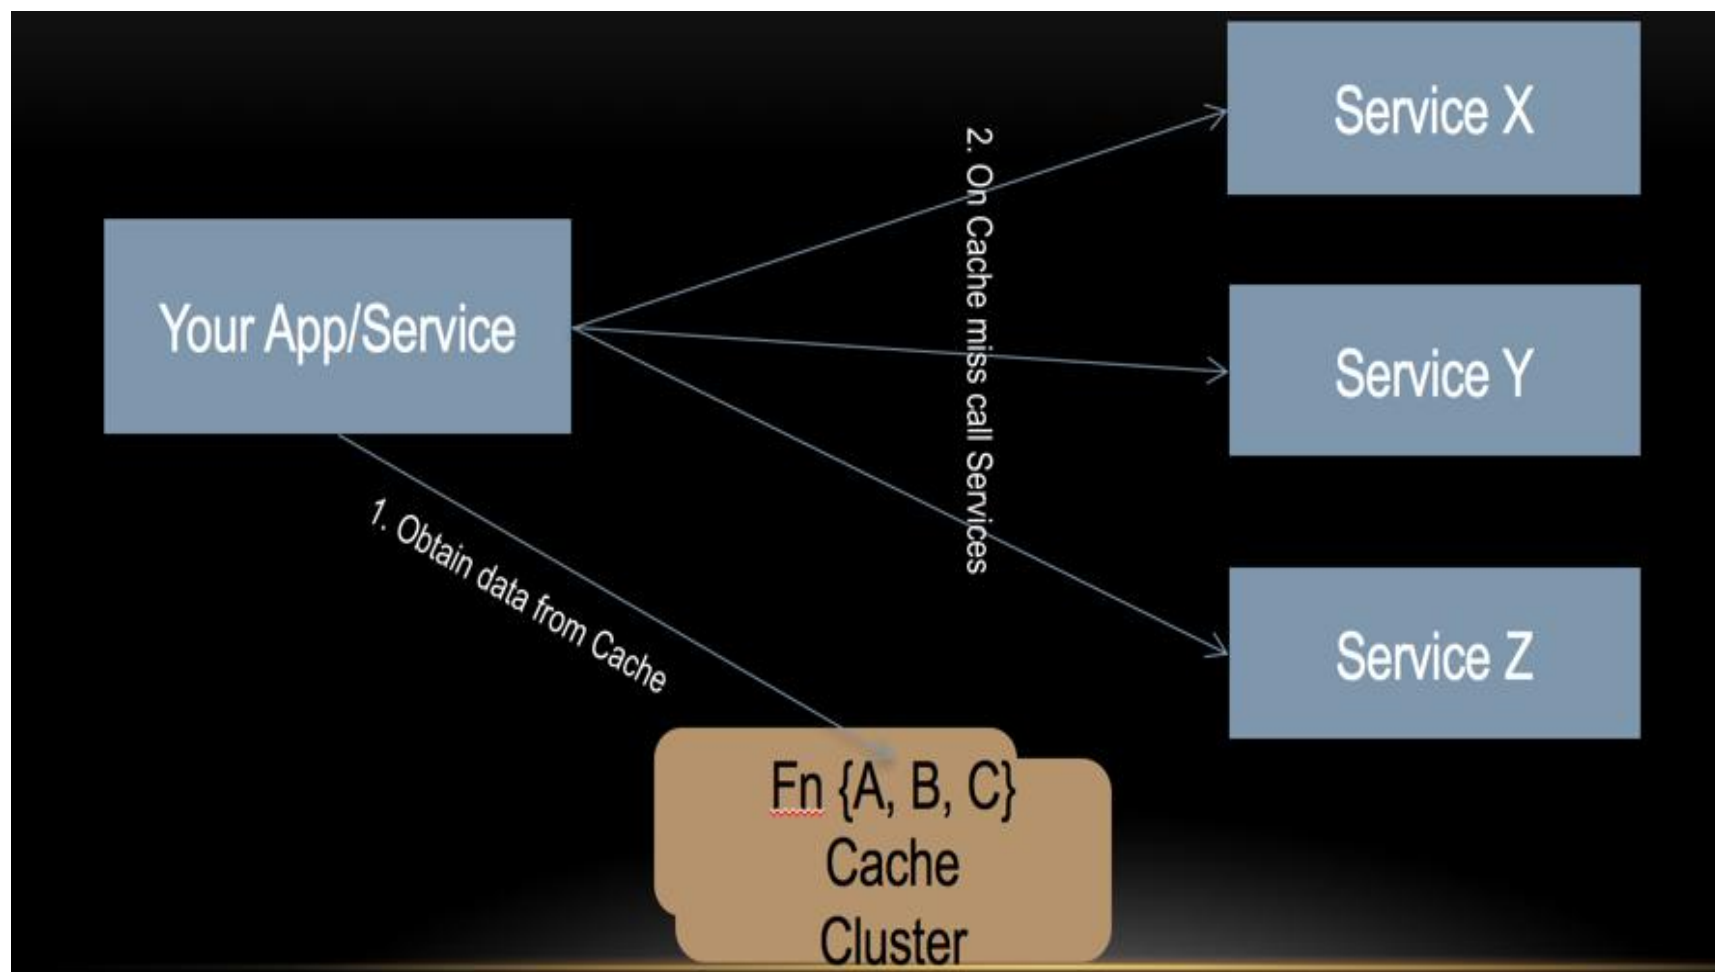 Service X
2. On Cache miss call Services
Your App/Service
Service Y
1. Obtain data from Cache
Service Z
Fn {A, B, C}
Cache
Cluster